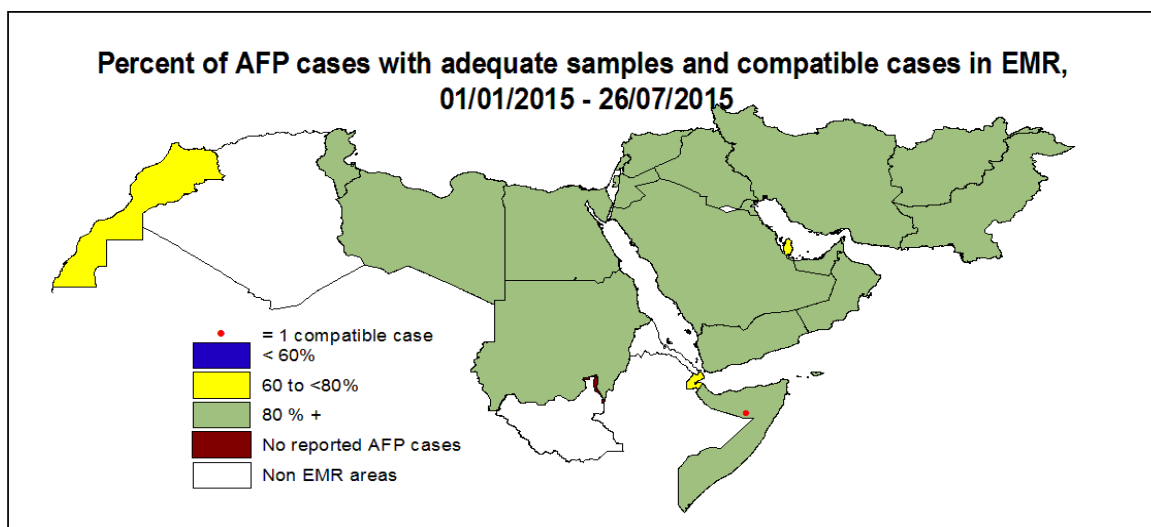 Percent of AFP cases with adequate samples and compatible cases in EMR,
01/01/2015 - 26/07/2015
= 1 compatible case
< 60%
60 to <80%
80 % +
No reported AFP cases
Non EMR areas